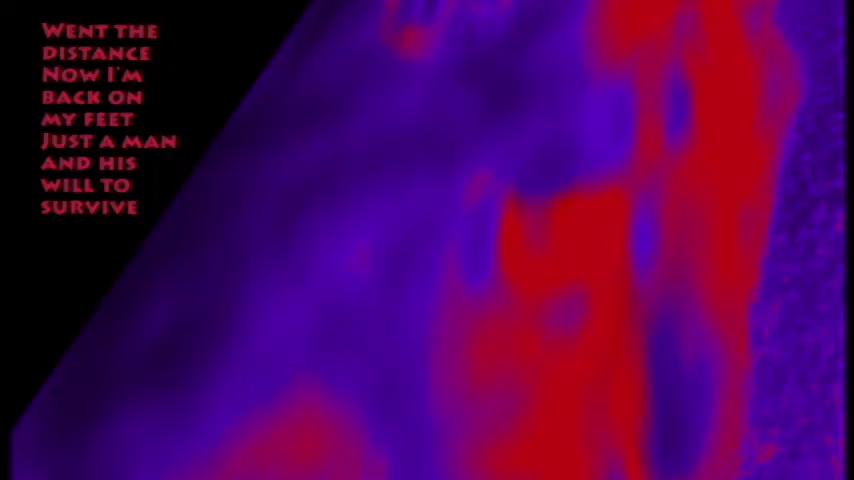 Went the
distance
Now I'm
back on
my feet
Just a man
and his
will to
survive